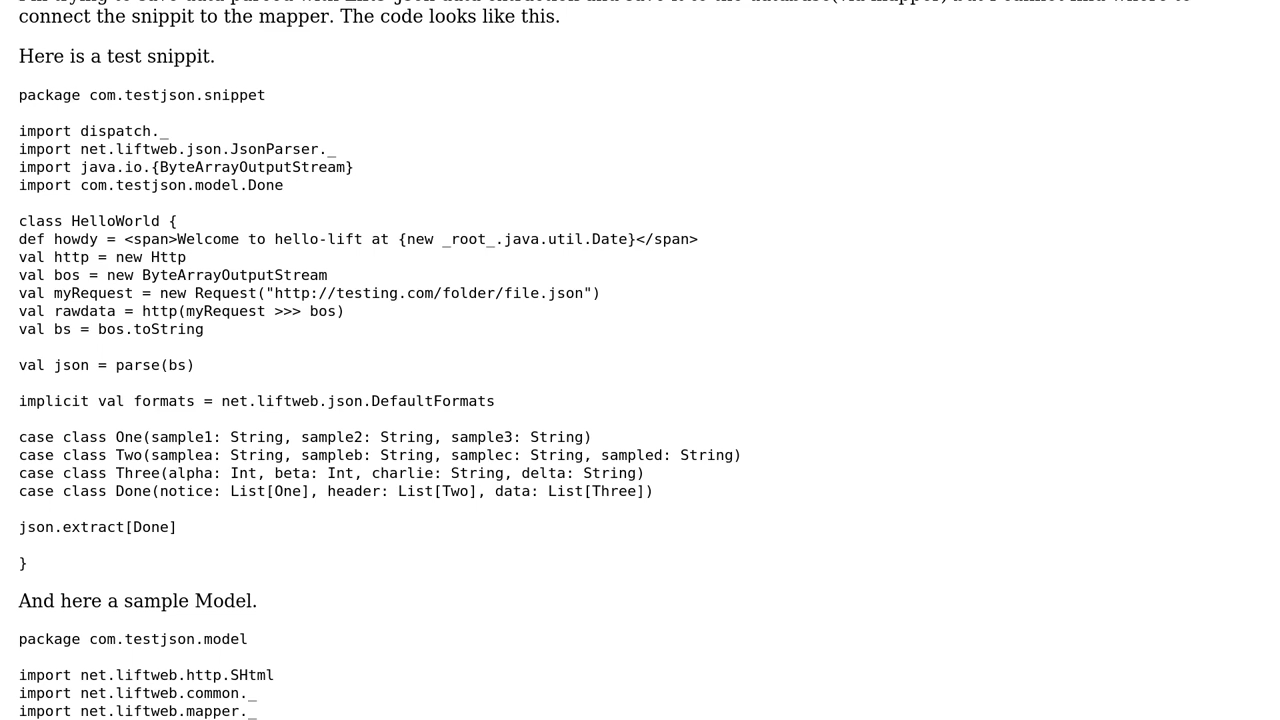 connect the snippit to the mapper. The code looks like this.
Here is a test snippit.
package com.testjson.snippet
import dispatch._
import net.liftweb.json.JsonParser._
import java.io.{ByteArrayOutputStream}
import com.testjson.model.Done
class HelloWorld {
def howdy = <span>Welcome to hello-lift at {new _root_.java.util.Date}</span>
val http = new Http
val bos = new ByteArrayOutputStream
val myRequest = new Request("http://testing.com/folder/file.json")
val rawdata = http(myRequest >>> bos)
val bs = bos.toString
val json = parse(bs)
implicit val formats = net.liftweb.json.DefaultFormats
case class One(sample1: String, sample2: String, sample3: String)
case class Two(samplea: String, sampleb: String, samplec: String, sampled: String)
case class Three(alpha: Int, beta: Int, charlie: String, delta: String)
case class Done(notice: List[One], header: List[Two], data: List[Three])
json.extract[Done]
}
And here a sample Model.
package com.testjson.model
import net.liftweb.http.SHtml
import net.liftweb.common._
import net.liftweb.mapper._